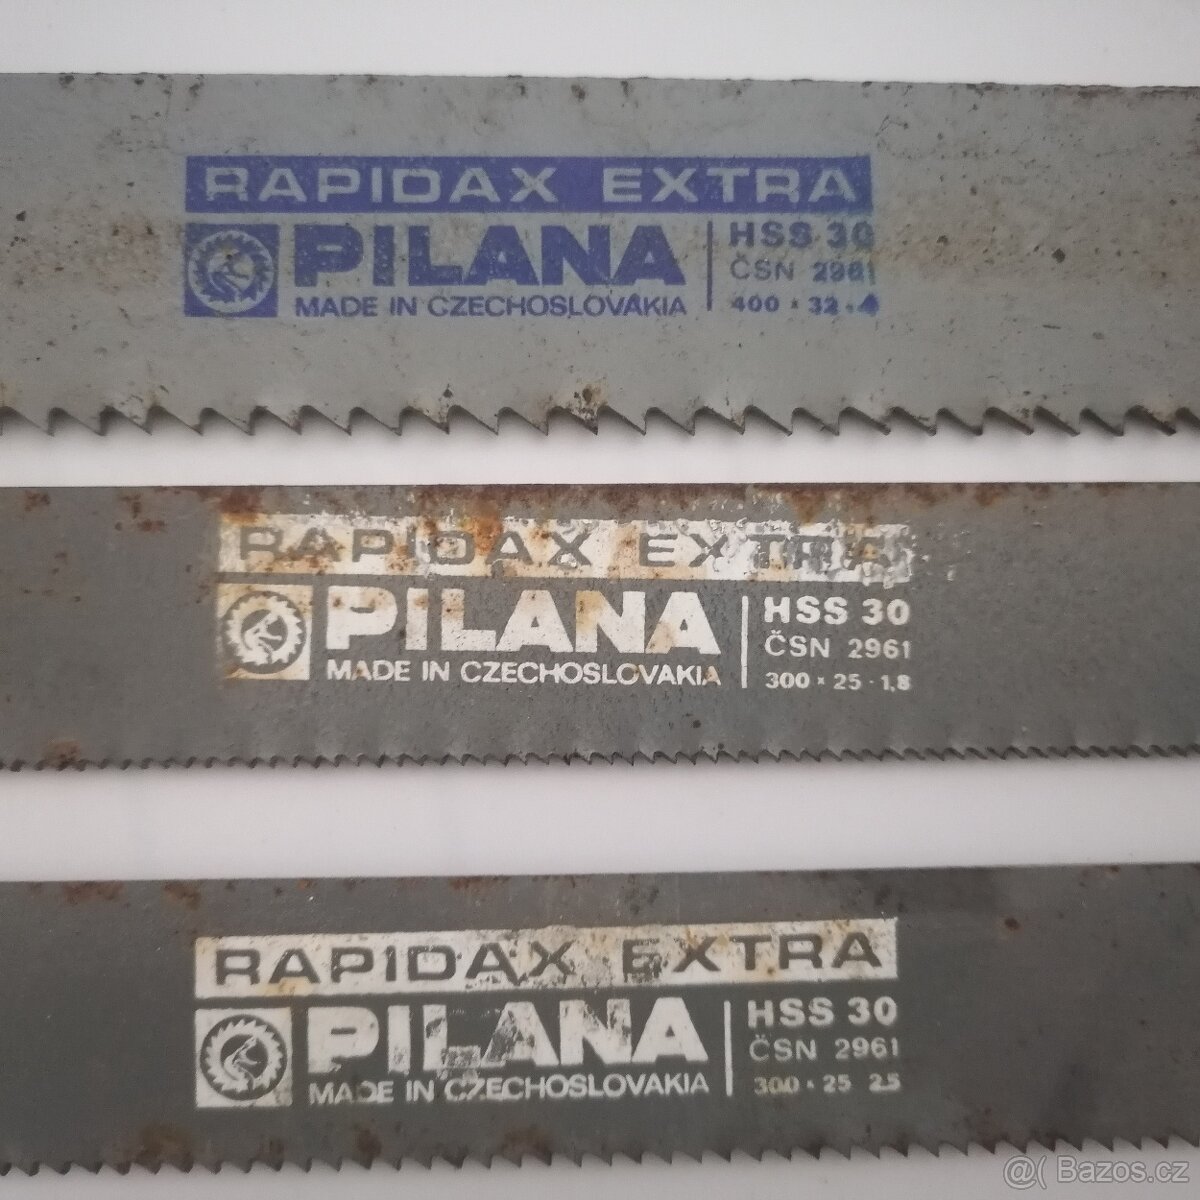 RAPIDAX EXTRA
PILANA
MADE IN CZECHOSLOVAKIA
HSS 30
ČSN 2961
400 × 32 · 4
RAPIDAX EXTRA
PILANA
MADE IN CZECHOSLOVAKIA
HSS 30
ČSN 2961
300 × 25 · 1,8
RAPIDAX EXTRA
PILANA
MADE IN CZECHOSLOVAKIA
HSS 30
ČSN 2961
300 × 25 2,5
@( Bazos.cz